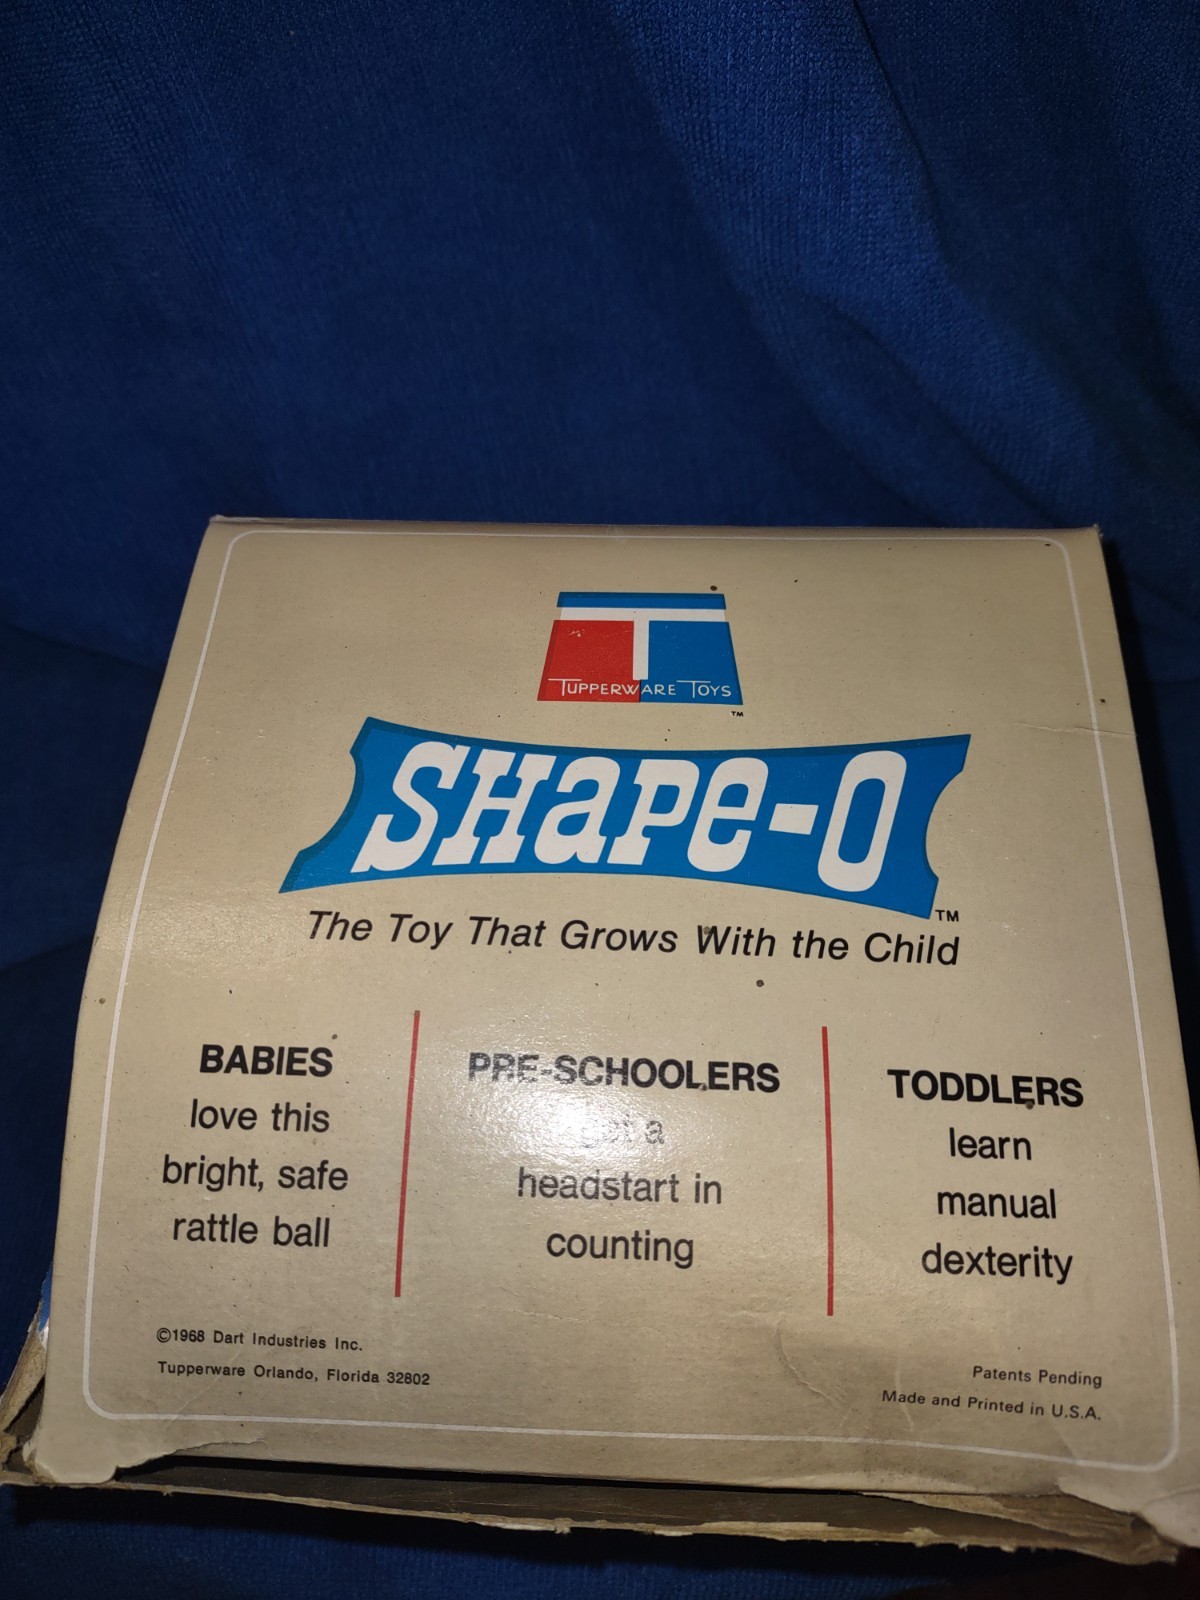 TUPPERWARE TOYS
TM
SHAPE-O
TM
The Toy That Grows With the Child
BABIES
love this
bright, safe
rattle ball
PRE-SCHOOLERS
get a
headstart in
counting
TODDLERS
learn
manual
dexterity
©1968 Dart Industries Inc.
Tupperware Orlando, Florida 32802
Patents Pending
Made and Printed in U.S.A.